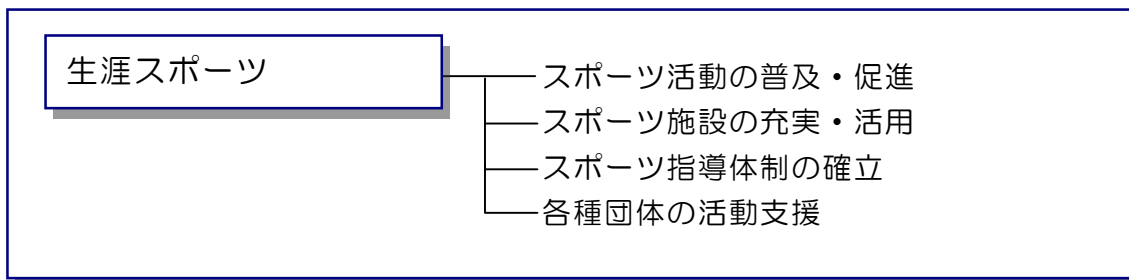 生涯スポーツ
スポーツ活動の普及・促進
スポーツ施設の充実・活用
スポーツ指導体制の確立
各種団体の活動支援